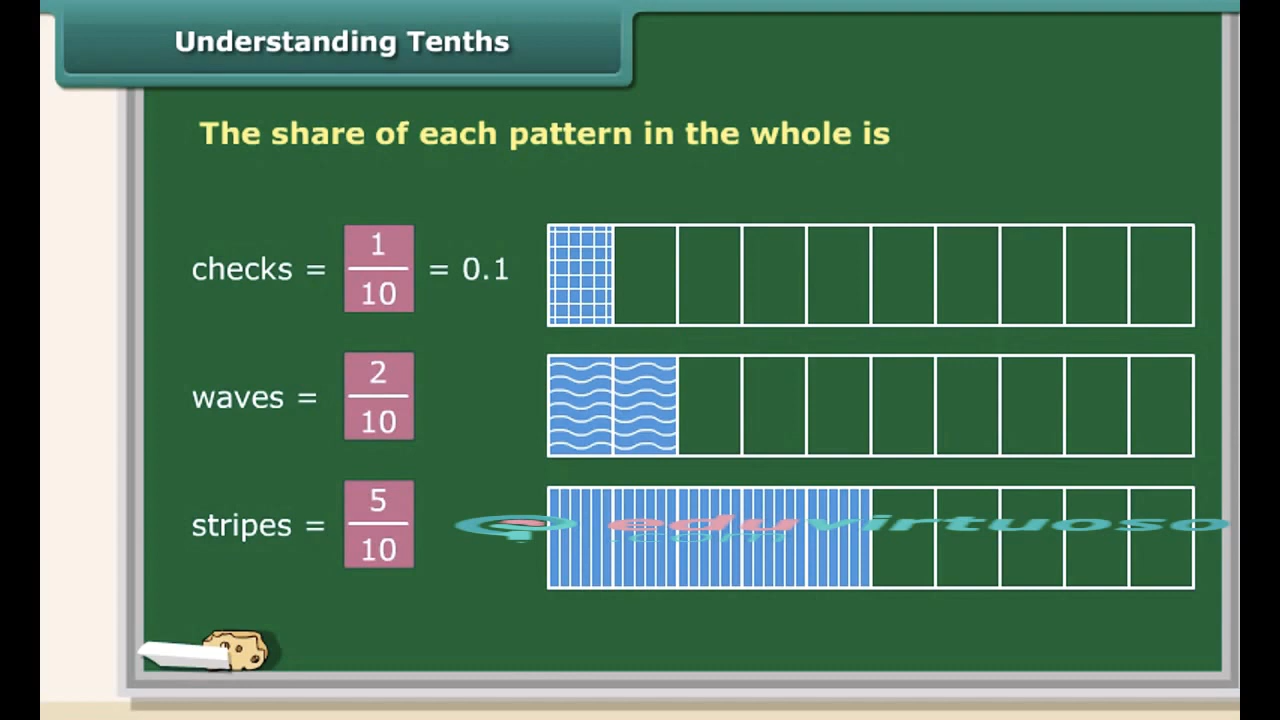 Understanding Tenths
The share of each pattern in the whole is
checks = 1/10 = 0.1
waves = 2/10
stripes = 5/10
eduvirtuoso
.com